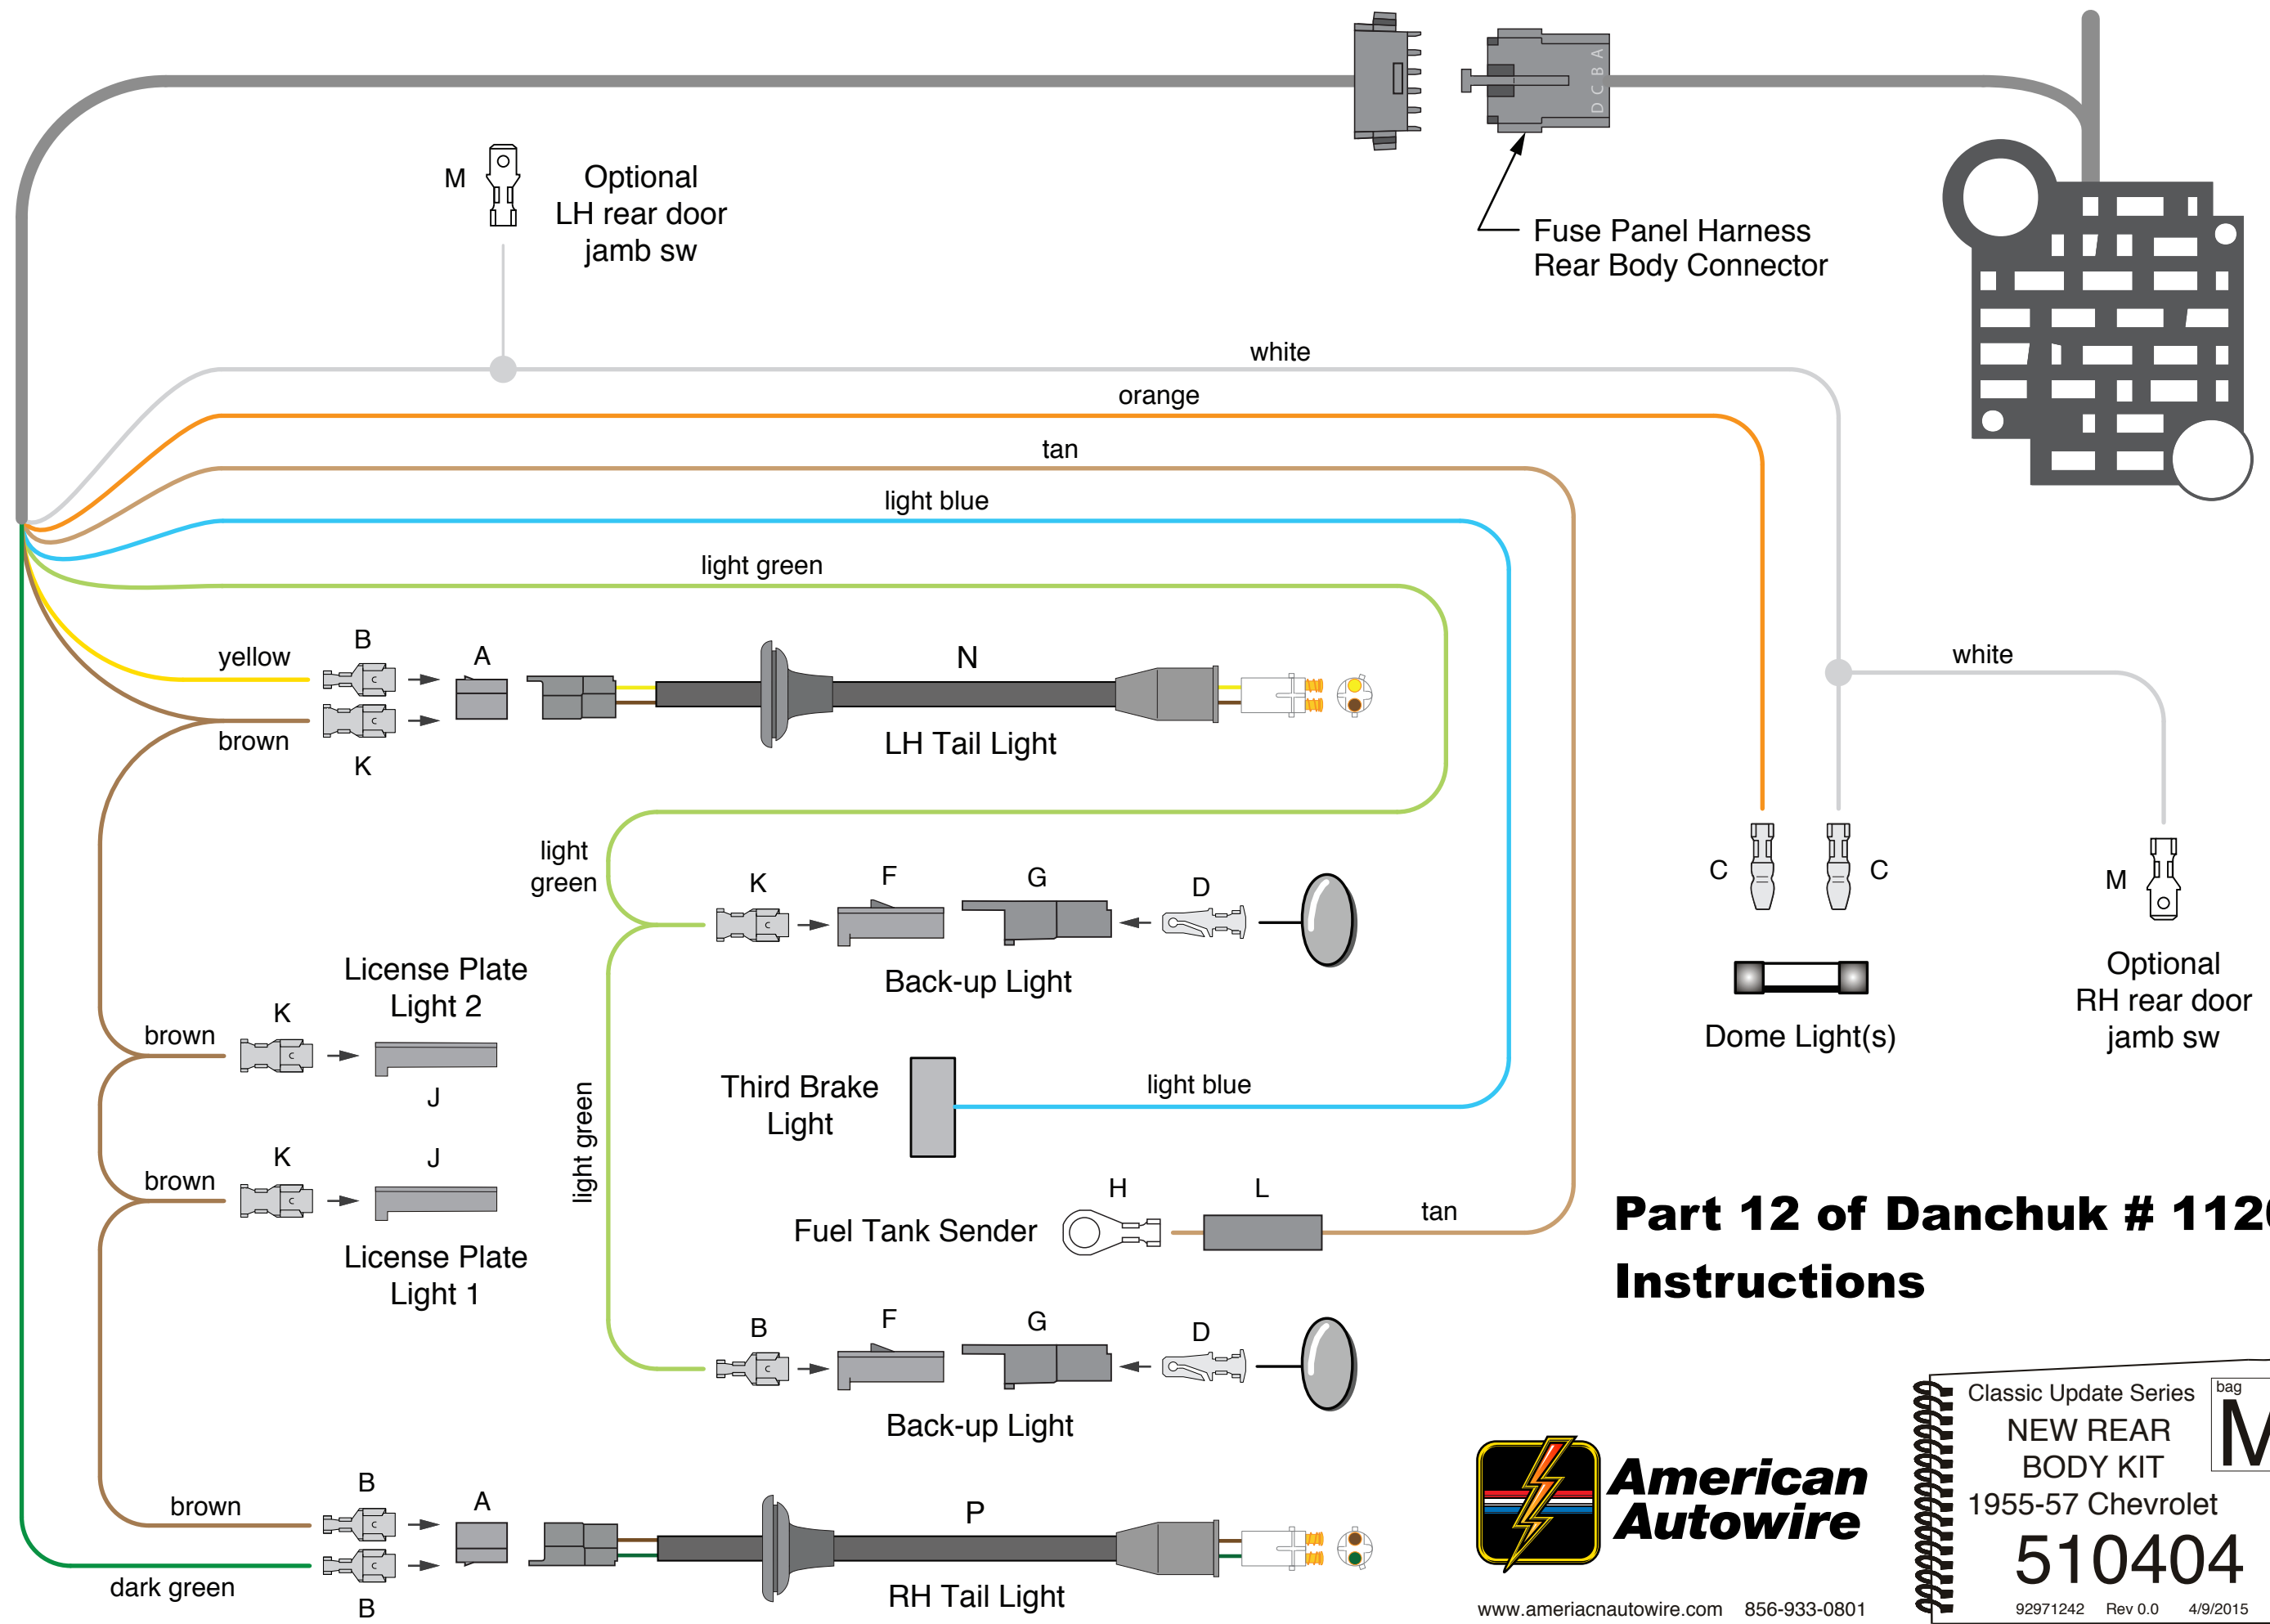 D C B A
M
Optional
LH rear door
jamb sw
Fuse Panel Harness
Rear Body Connector
white
orange
tan
light blue
light green
yellow
B
A
N
brown
K
LH Tail Light
white
light
green
K
F
G
D
Back-up Light
C
C
M
Dome Light(s)
Optional
RH rear door
jamb sw
License Plate
Light 2
brown
K
J
Third Brake
Light
light blue
light green
brown
K
J
License Plate
Light 1
Fuel Tank Sender
H
L
tan
B
F
G
D
Back-up Light
Part 12 of Danchuk #
Instructions
brown
B
A
P
dark green
B
RH Tail Light
American
Autowire
www.ameriacnautowire.com 856-933-0801
Classic Update Series
bag
M
NEW REAR
BODY KIT
1955-57 Chevrolet
510404
92971242 Rev 0.0 4/9/2015
C
C
C
C
C
C
C
C